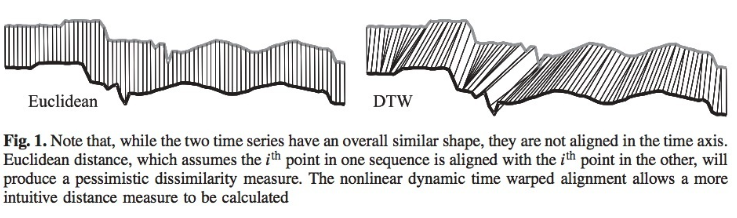 Euclidean
DTW
Fig. 1. Note that, while the two time series have an overall similar shape, they are not aligned in the time axis.
Euclidean distance, which assumes the iᵗʰ point in one sequence is aligned with the iᵗʰ point in the other, will
produce a pessimistic dissimilarity measure. The nonlinear dynamic time warped alignment allows a more
intuitive distance measure to be calculated